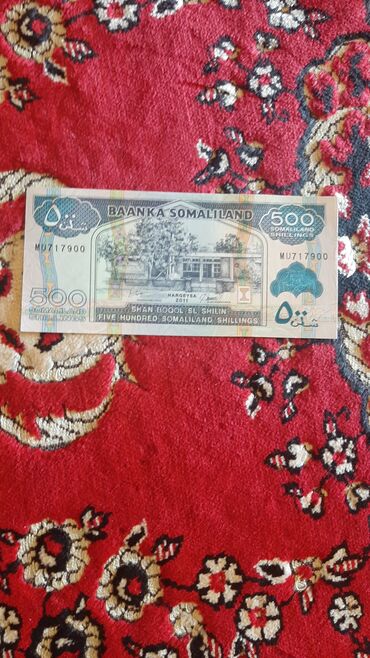 BAANKA SOMALILAND
500
SOMALILAND
SHILLINGS
MU717900
MU717900
HARGEYSA
2011
500
SOMALILAND
SHILLINGS
SHAN BOQOL SL SHILIN
FIVE HUNDRED SOMALILAND SHILLINGS